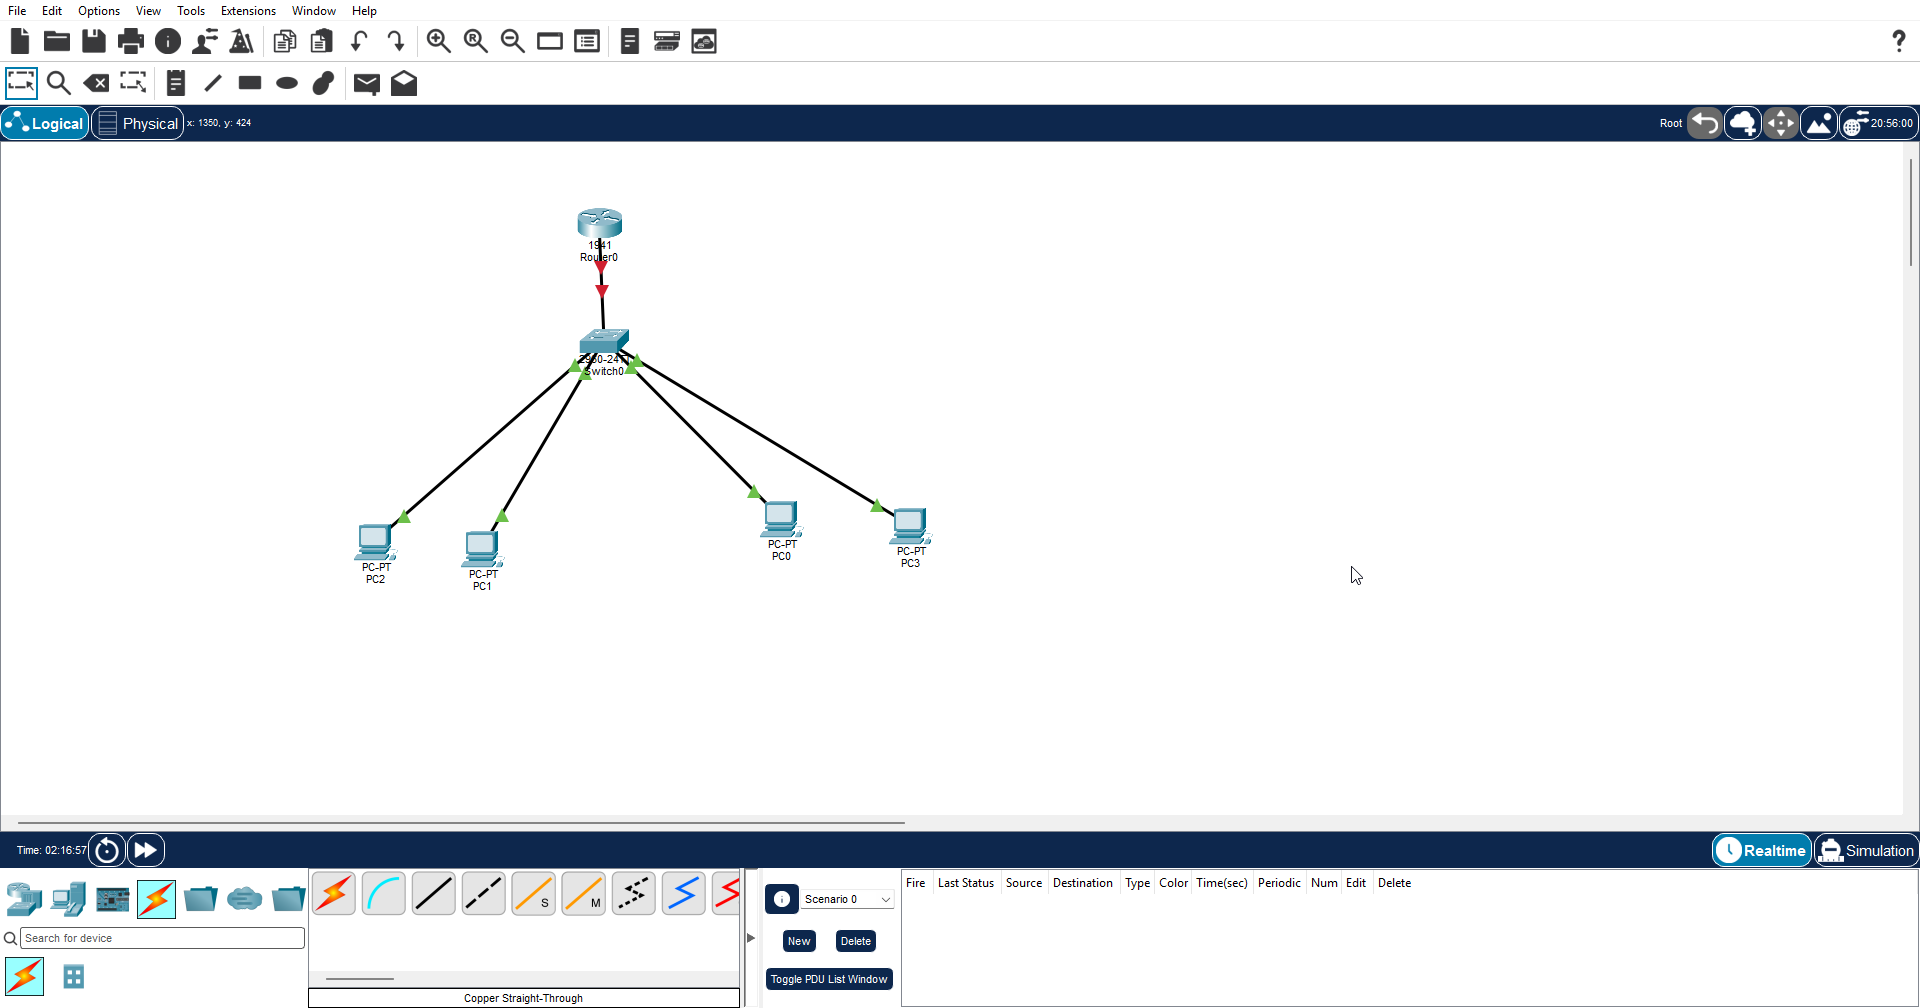 File Edit Options View Tools Extensions Window Help
Logical Physical x: 1350, y: 424 Root 20:56:00
1941
Router0
2960-24TT
Switch0
PC-PT
PC2
PC-PT
PC1
PC-PT
PC0
PC-PT
PC3
Time: 02:16:57 Realtime Simulation
S M
Search for device
Copper Straight-Through
Scenario 0
New Delete
Toggle PDU List Window
Fire Last Status Source Destination Type Color Time(sec) Periodic Num Edit Delete